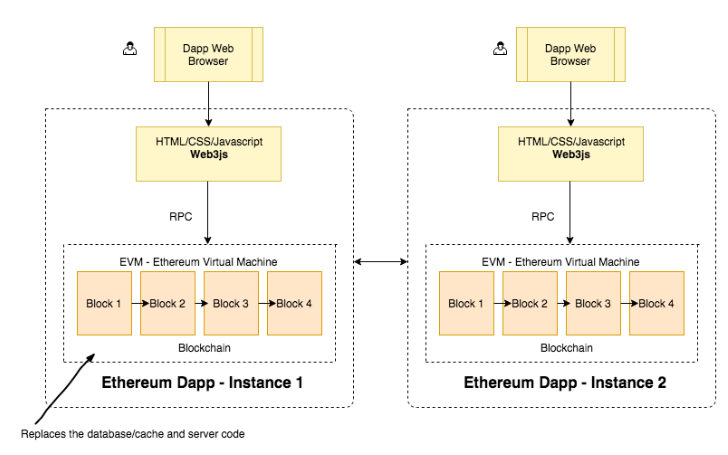 Dapp Web
Browser
HTML/CSS/Javascript
Web3js
RPC
EVM - Ethereum Virtual Machine
Block 1
Block 2
Block 3
Block 4
Blockchain
Ethereum Dapp - Instance 1
Replaces the database/cache and server code
Dapp Web
Browser
HTML/CSS/Javascript
Web3js
RPC
EVM - Ethereum Virtual Machine
Block 1
Block 2
Block 3
Block 4
Blockchain
Ethereum Dapp - Instance 2